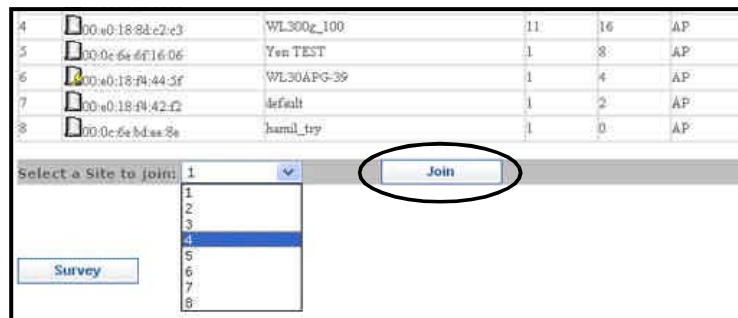 4 00:e0:18:8d:c2:c3 WL300g_100 11 16 AP
5 00:0c:6e:6f:16:06 Yen TEST 1 8 AP
6 00:e0:18:f4:44:5f WL30APG-39 1 4 AP
7 00:e0:18:f4:42:f2 default 1 2 AP
8 00:0c:6e:bd:ee:8e hamil_try 1 0 AP
Select a Site to join: 1 Join
1
2
3
4
5
6
7
8
Survey